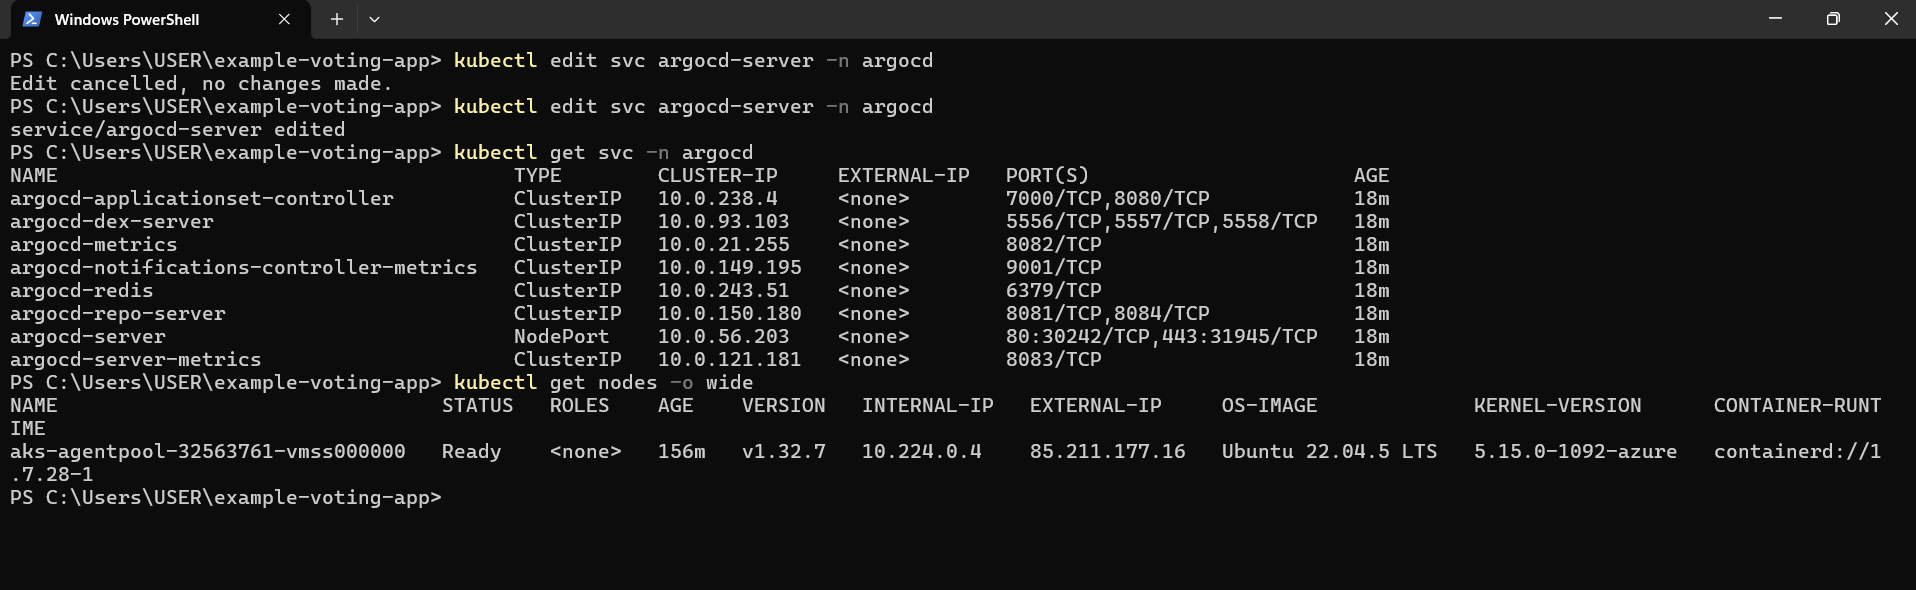 Windows PowerShell
PS C:\Users\USER\example-voting-app> kubectl edit svc argocd-server -n argocd
Edit cancelled, no changes made.
PS C:\Users\USER\example-voting-app> kubectl edit svc argocd-server -n argocd
service/argocd-server edited
PS C:\Users\USER\example-voting-app> kubectl get svc -n argocd
NAME                                      TYPE        CLUSTER-IP     EXTERNAL-IP   PORT(S)                      AGE
argocd-applicationset-controller          ClusterIP   10.0.238.4     <none>        7000/TCP,8080/TCP            18m
argocd-dex-server                         ClusterIP   10.0.93.103    <none>        5556/TCP,5557/TCP,5558/TCP   18m
argocd-metrics                            ClusterIP   10.0.21.255    <none>        8082/TCP                     18m
argocd-notifications-controller-metrics   ClusterIP   10.0.149.195   <none>        9001/TCP                     18m
argocd-redis                              ClusterIP   10.0.243.51    <none>        6379/TCP                     18m
argocd-repo-server                        ClusterIP   10.0.150.180   <none>        8081/TCP,8084/TCP            18m
argocd-server                             NodePort    10.0.56.203    <none>        80:30242/TCP,443:31945/TCP   18m
argocd-server-metrics                     ClusterIP   10.0.121.181   <none>        8083/TCP                     18m
PS C:\Users\USER\example-voting-app> kubectl get nodes -o wide
NAME                                STATUS   ROLES    AGE    VERSION   INTERNAL-IP   EXTERNAL-IP     OS-IMAGE             KERNEL-VERSION      CONTAINER-RUNT
IME
aks-agentpool-32563761-vmss000000   Ready    <none>   156m   v1.32.7   10.224.0.4    85.211.177.16   Ubuntu 22.04.5 LTS   5.15.0-1092-azure   containerd://1
.7.28-1
PS C:\Users\USER\example-voting-app>